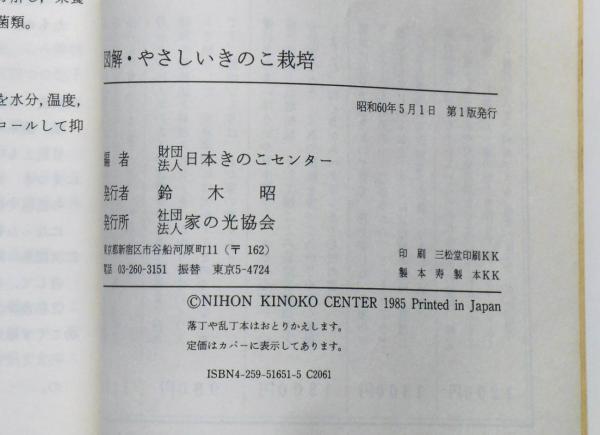 菌類。
を水分,温度,
ロールして抑
図解・やさしいきのこ栽培
昭和60年5月1日 第1版発行
編者 財団法人 日本きのこセンター
発行者 鈴木昭
発行所 社団法人 家の光協会
東京都新宿区市谷船河原町11(〒 162)
電話 03-260-3151 振替 東京5-4724
印刷 三松堂印刷KK
製本 寿製本KK
©NIHON KINOKO CENTER 1985 Printed in Japan
落丁や乱丁本はおとりかえします。
定価はカバーに表示してあります。
ISBN4-259-51651-5 C2061